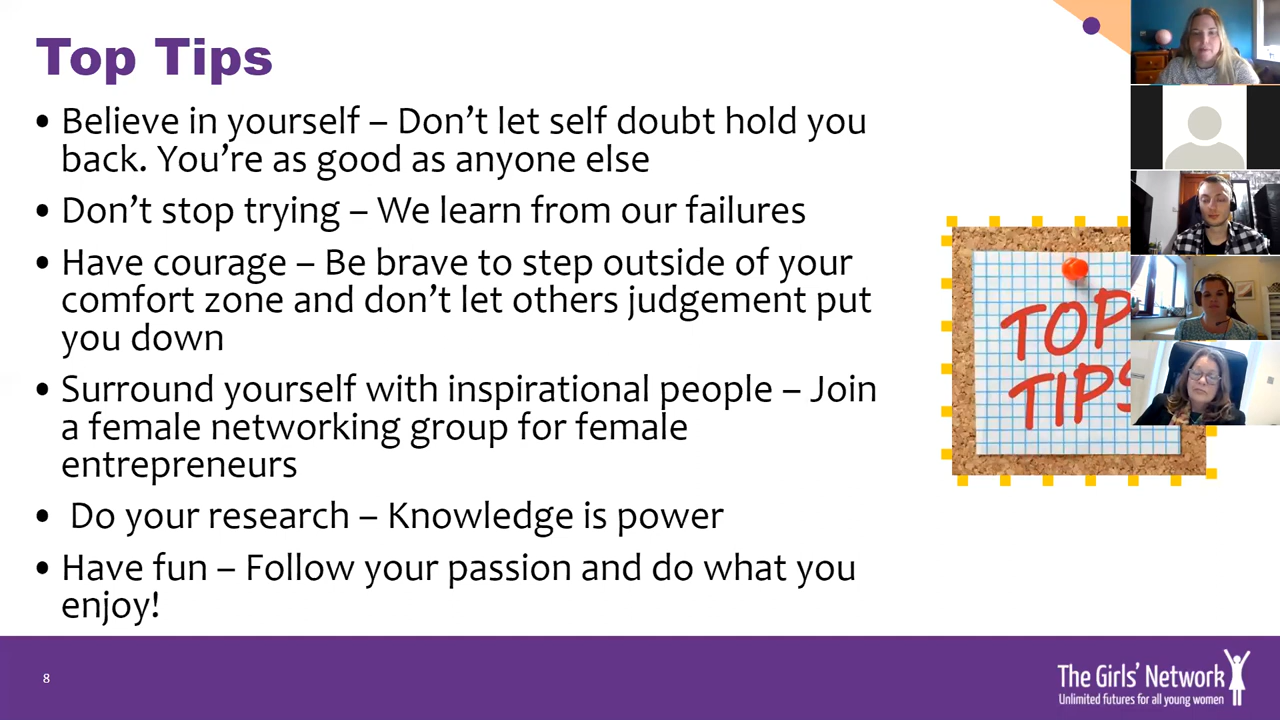 Top Tips
• Believe in yourself – Don’t let self doubt hold you
back. You’re as good as anyone else
• Don’t stop trying – We learn from our failures
• Have courage – Be brave to step outside of your
comfort zone and don’t let others judgement put
you down
• Surround yourself with inspirational people – Join
a female networking group for female
entrepreneurs
• Do your research – Knowledge is power
• Have fun – Follow your passion and do what you
enjoy!
TOP
TIPS
8
The Girls’ Network
Unlimited futures for all young women